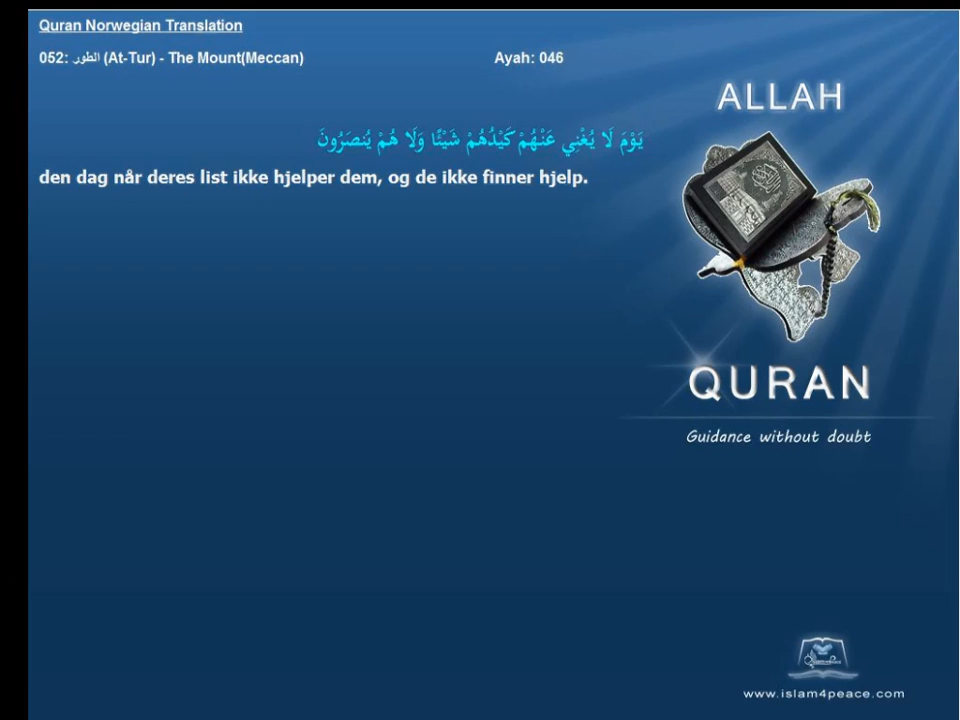 Quran Norwegian Translation
052: الطور (At-Tur) - The Mount(Meccan) Ayah: 046
ALLAH
يَوْمَ لَا يُغْنِي عَنْهُمْ كَيْدُهُمْ شَيْئًا وَلَا هُمْ يُنصَرُونَ
den dag når deres list ikke hjelper dem, og de ikke finner hjelp.
QURAN
Guidance without doubt
www.islam4peace.com